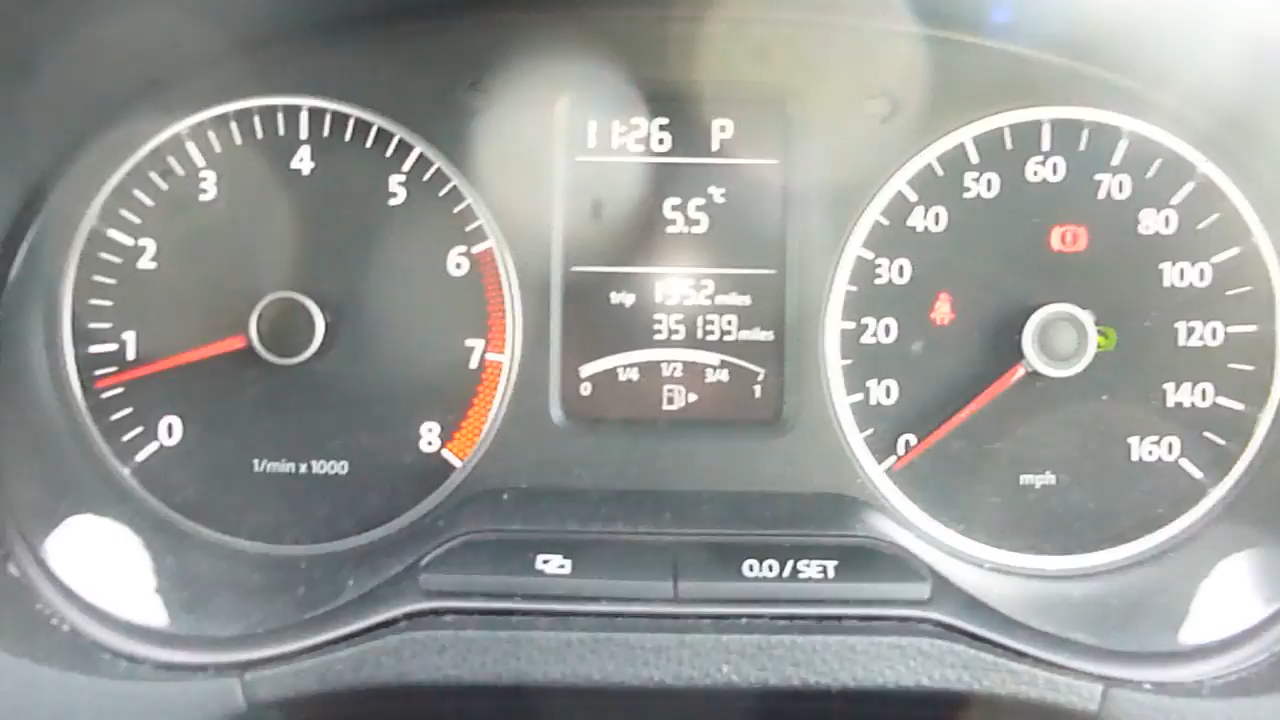 11:26 P
5.5°C
trip 195.2 miles
35139 miles
0 1/4 1/2 3/4 1
0
1
2
3
4
5
6
7
8
1/min x 1000
0
10
20
30
40
50
60
70
80
100
120
140
160
mph
0.0 / SET